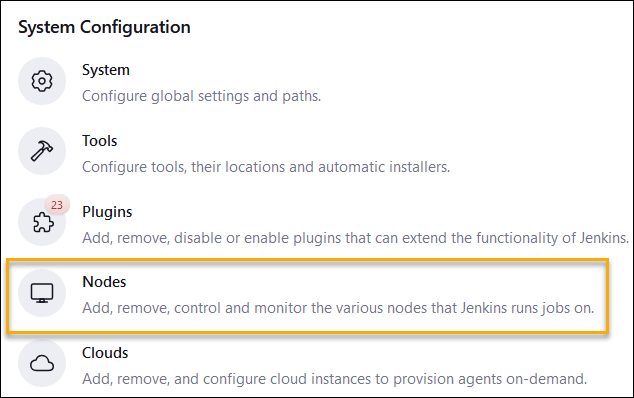 System Configuration
System
Configure global settings and paths.
Tools
Configure tools, their locations and automatic installers.
23
Plugins
Add, remove, disable or enable plugins that can extend the functionality of Jenkins.
Nodes
Add, remove, control and monitor the various nodes that Jenkins runs jobs on.
Clouds
Add, remove, and configure cloud instances to provision agents on-demand.